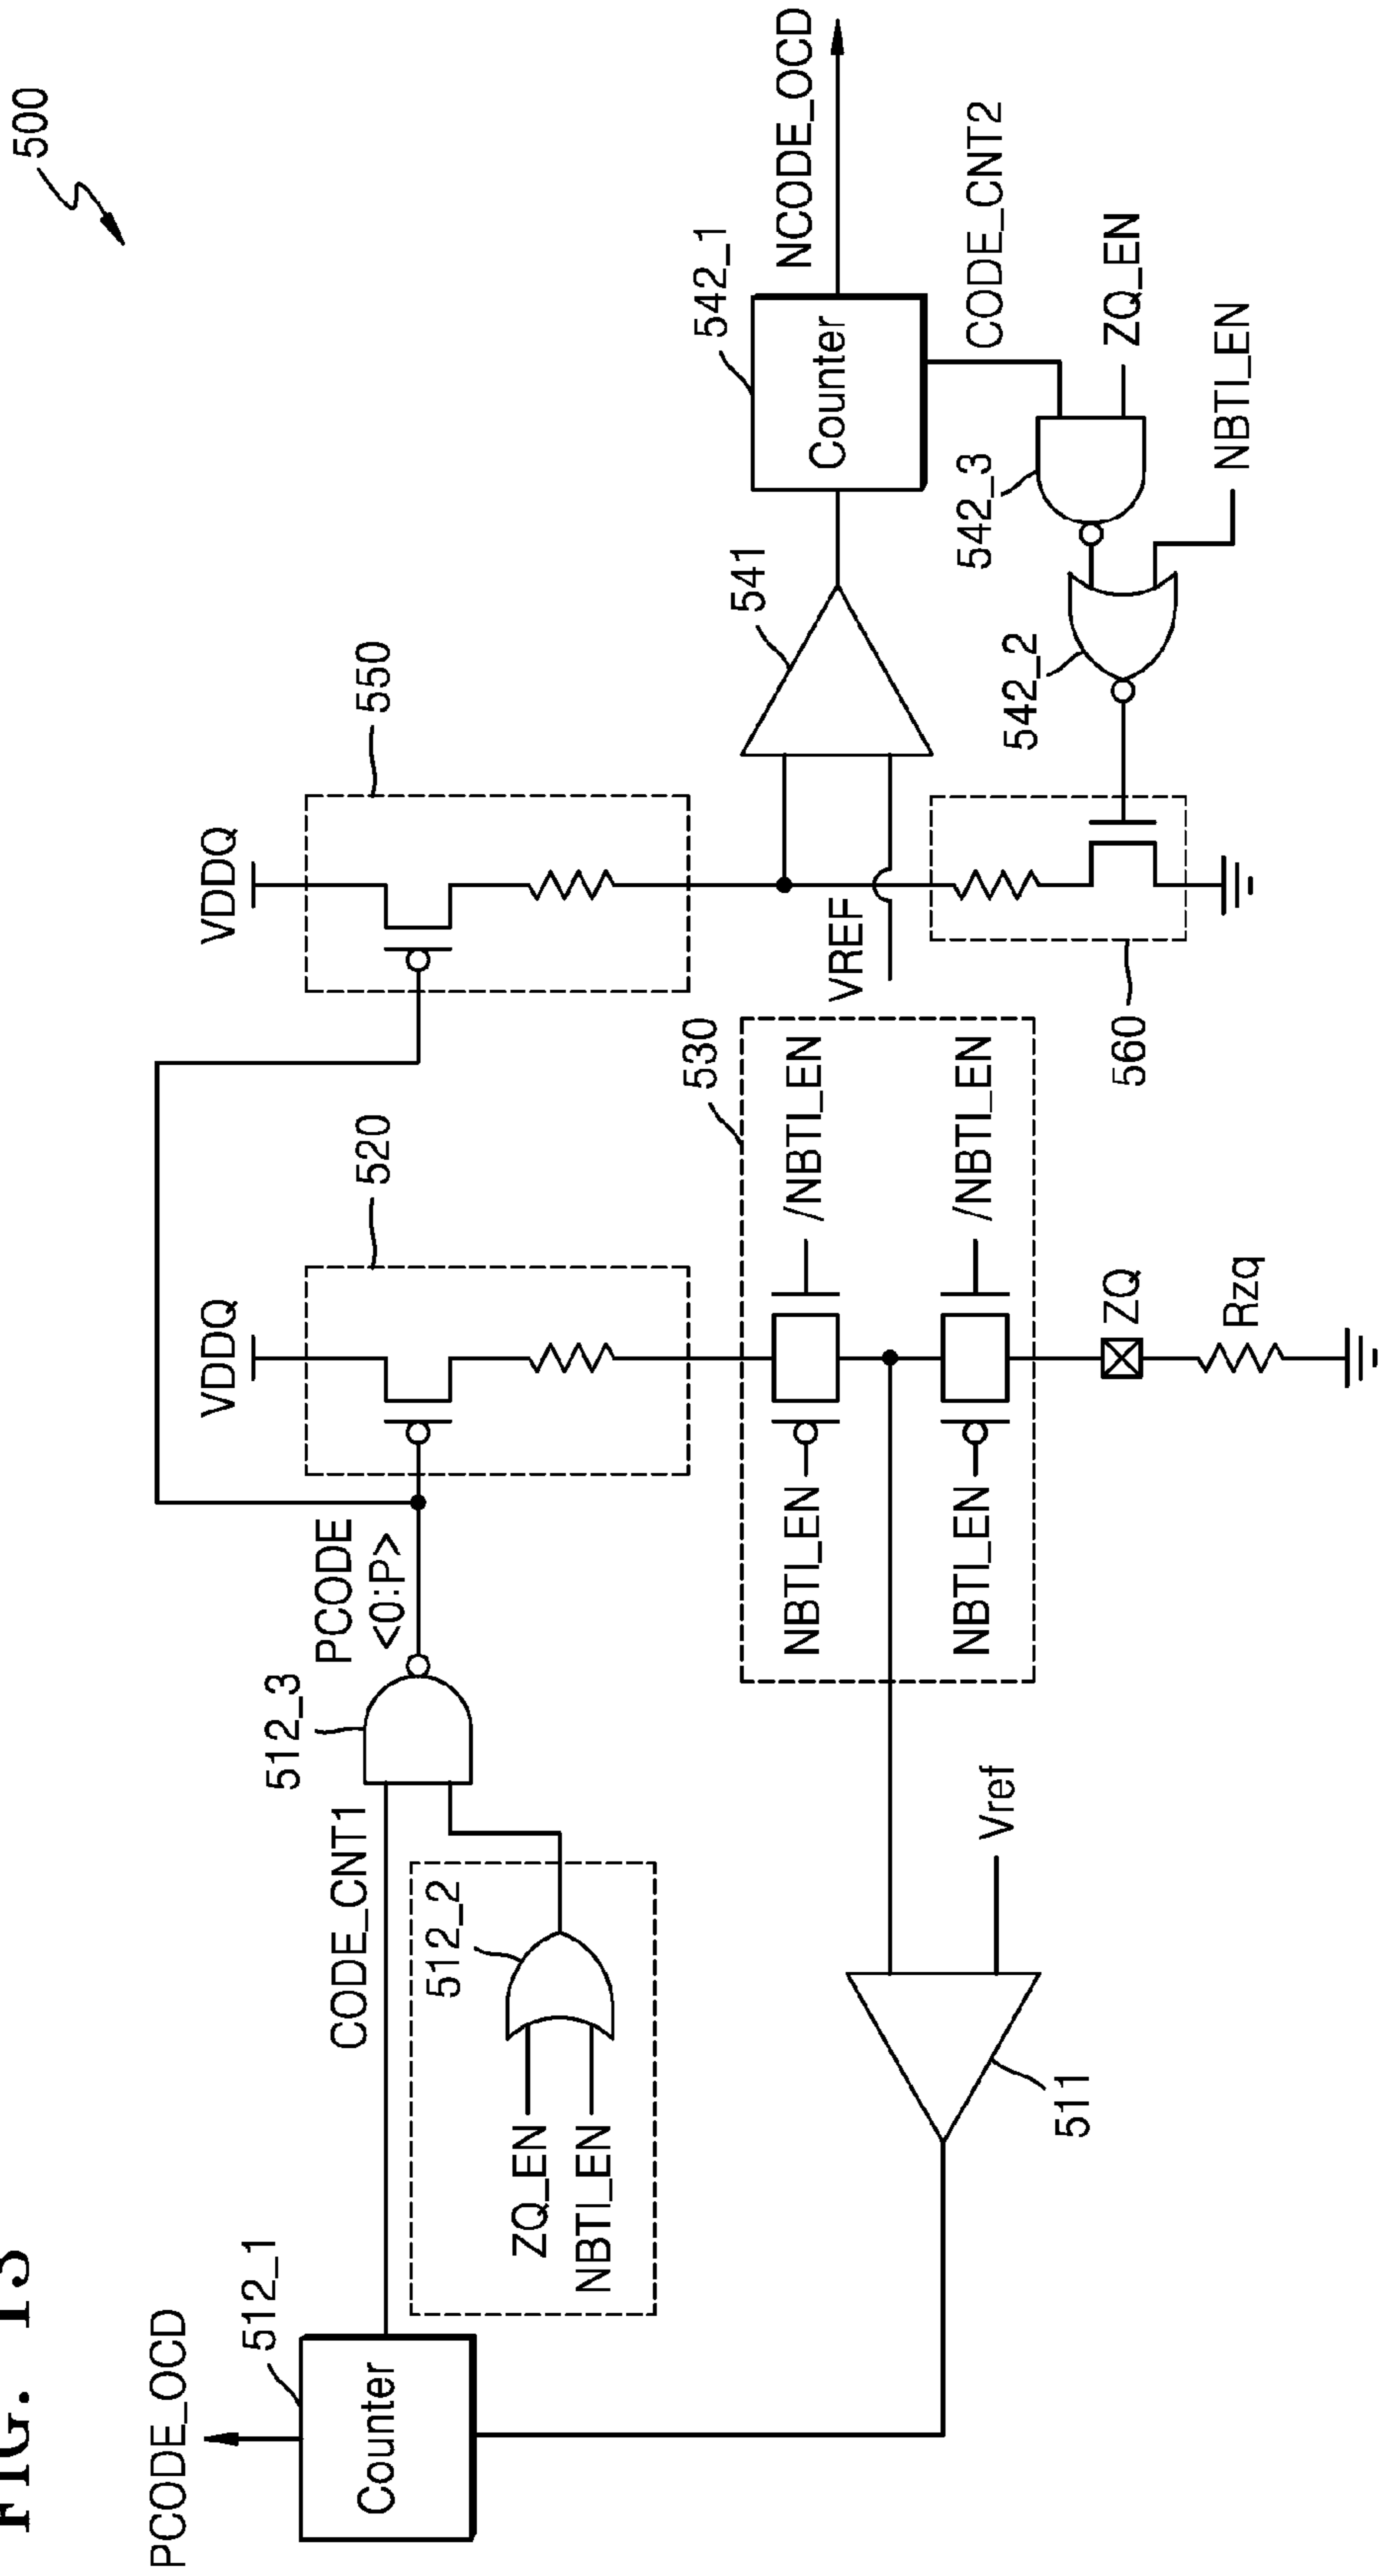 FIG.
500
PCODE_OCD
512_1
Counter
CODE_CNT1
512_3
PCODE
<0:P>
512_2
ZQ_EN
NBTI_EN
VDDQ
520
VDDQ
550
530
NBTI_EN
/NBTI_EN
NBTI_EN
/NBTI_EN
511
Vref
ZQ
Rzq
VREF
541
560
542_1
Counter
NCODE_OCD
CODE_CNT2
542_3
ZQ_EN
542_2
NBTI_EN